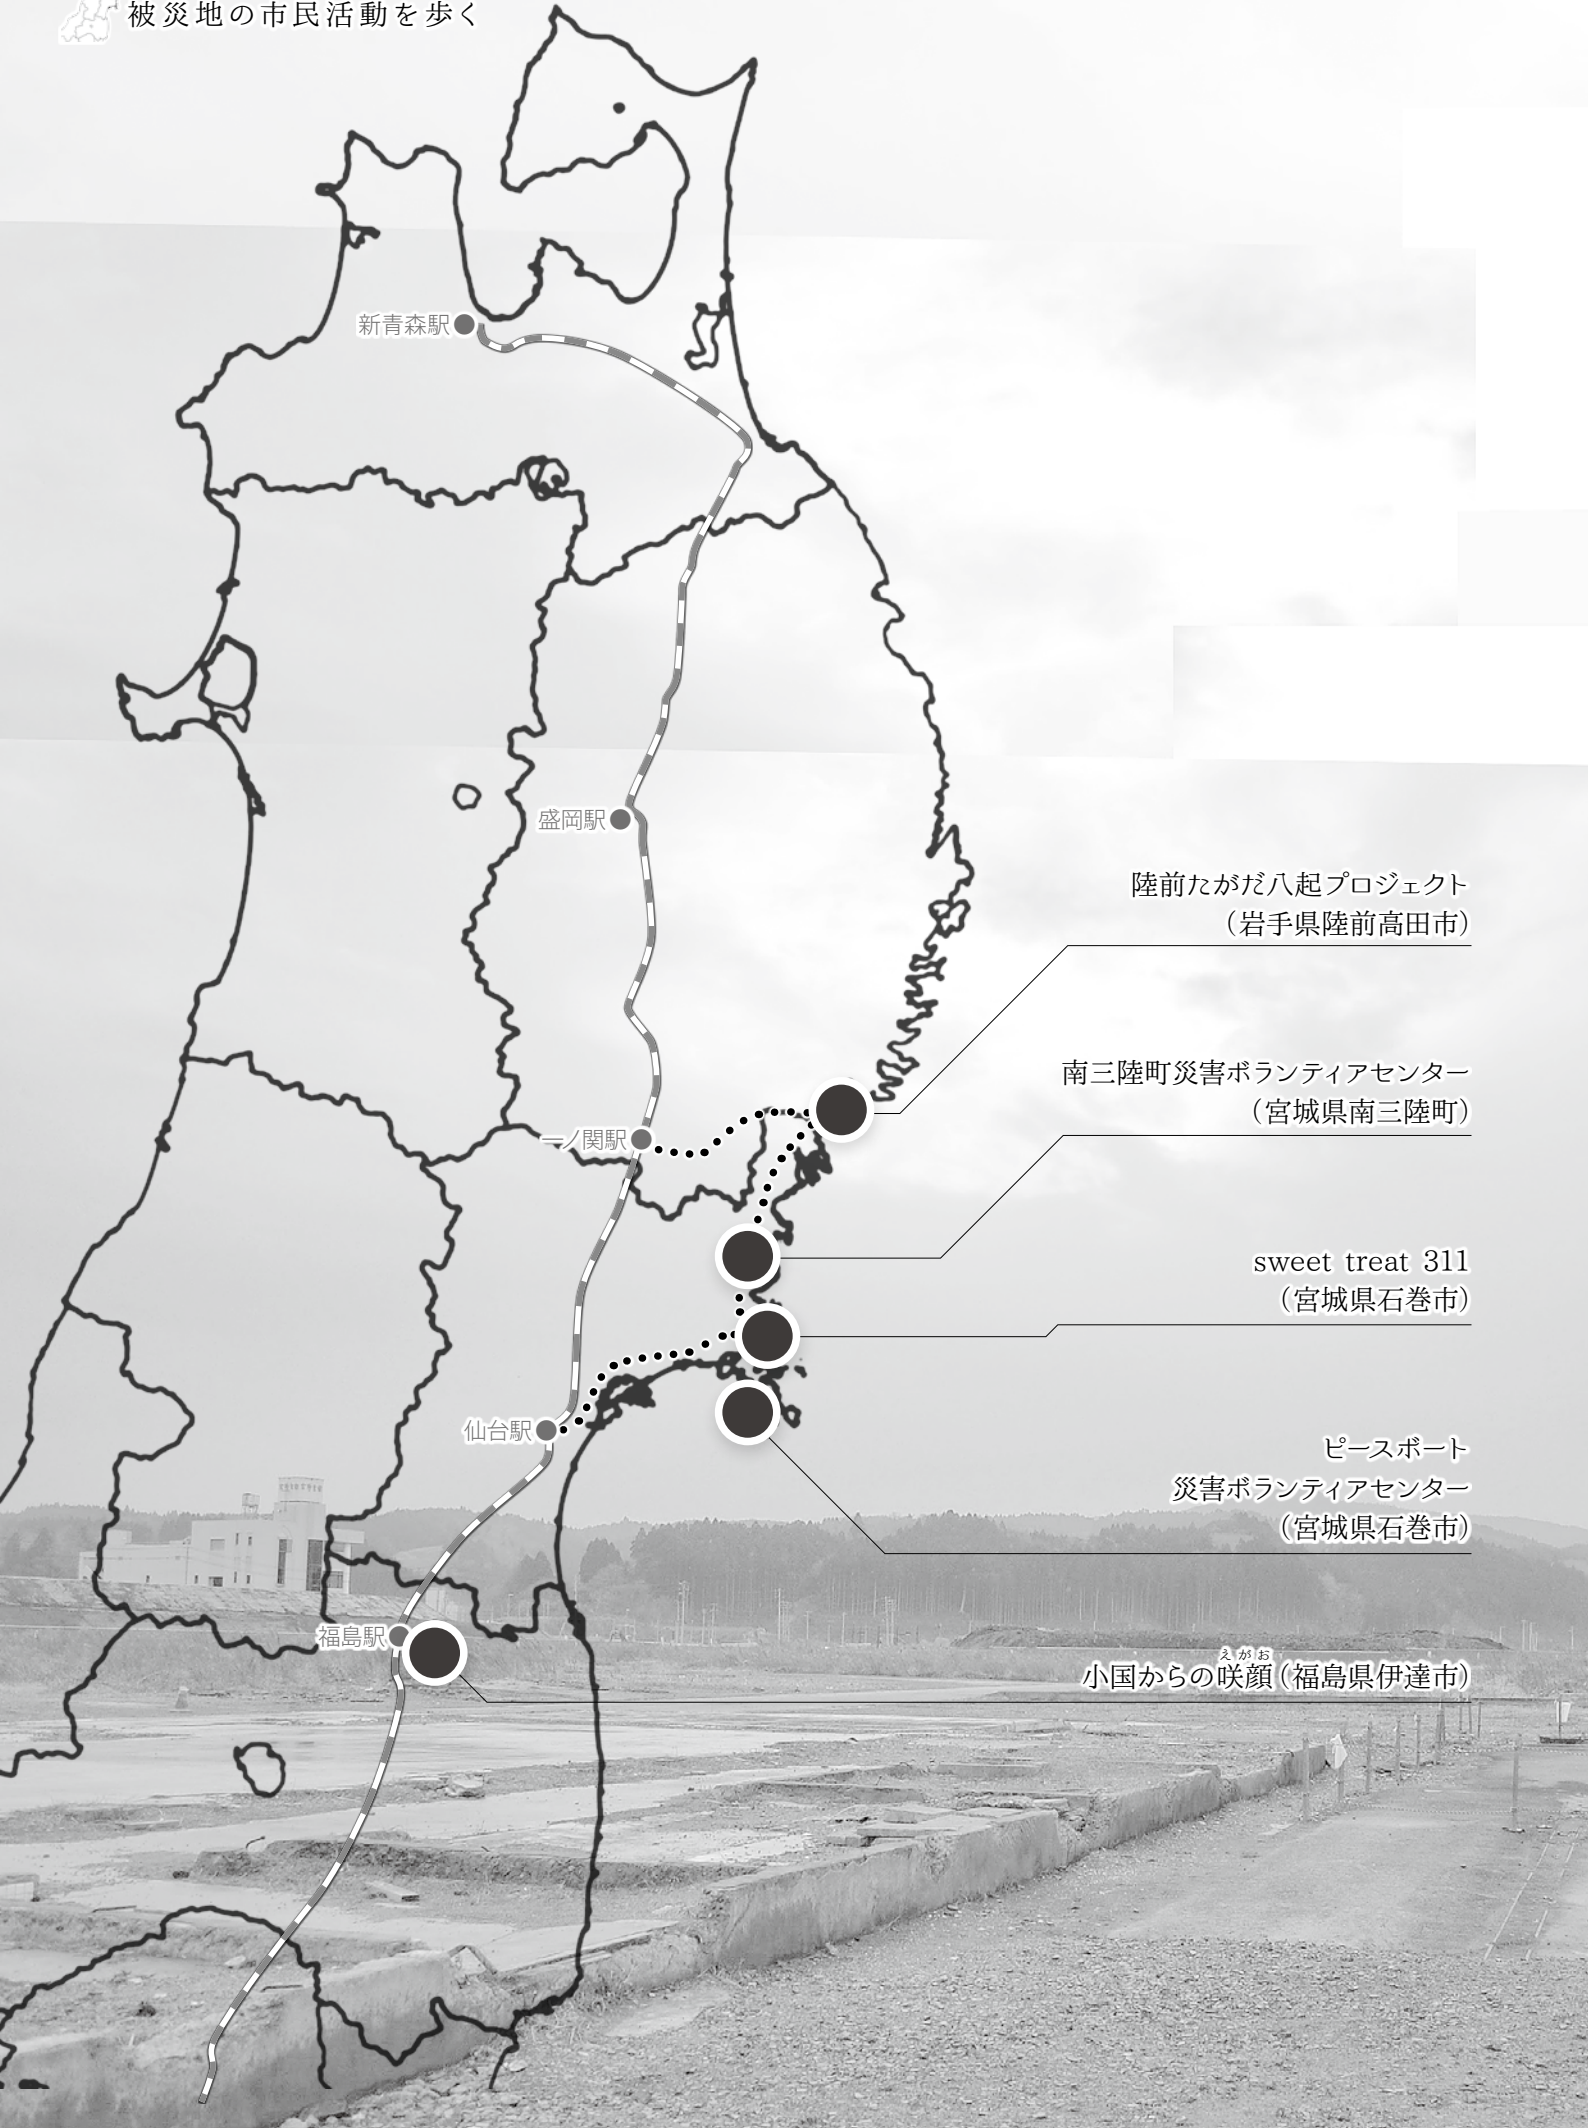 被災地の市民活動を歩く
新青森駅
盛岡駅
陸前たがだ八起プロジェクト
（岩手県陸前高田市）
南三陸町災害ボランティアセンター
（宮城県南三陸町）
一ノ関駅
sweet treat 311
（宮城県石巻市）
仙台駅
ピースボート
災害ボランティアセンター
（宮城県石巻市）
福島駅
えがお
小国からの咲顔（福島県伊達市）